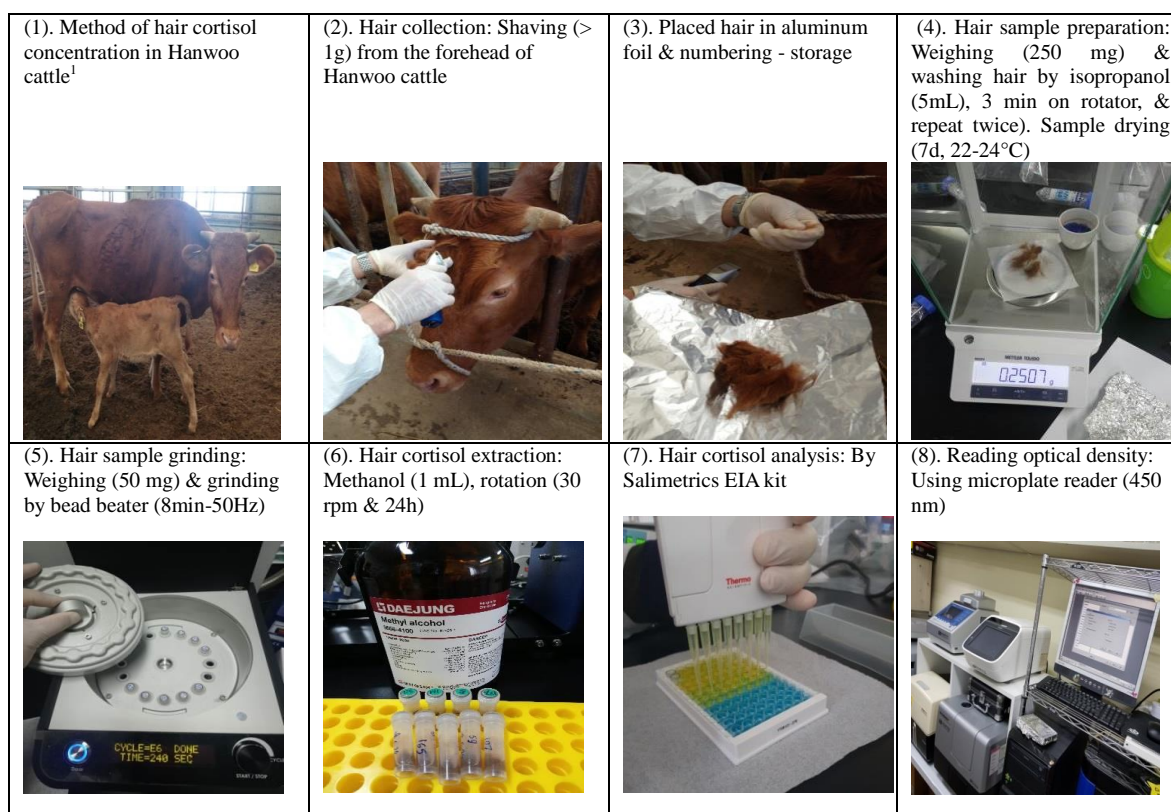 (1). Method of hair cortisol
concentration in Hanwoo
cattle1
(2). Hair collection: Shaving (>
1g) from the forehead of
Hanwoo cattle
(3). Placed hair in aluminum
foil & numbering - storage
(4). Hair sample preparation:
Weighing (250 mg) &
washing hair by isopropanol
(5mL), 3 min on rotator, &
repeat twice). Sample drying
(7d, 22-24°C)
METTLER TOLEDO
0.2507 g
(5). Hair sample grinding:
Weighing (50 mg) & grinding
by bead beater (8min-50Hz)
CYCLE=E6 DONE
TIME=240 SEC
START / STOP
(6). Hair cortisol extraction:
Methanol (1 mL), rotation (30
rpm & 24h)
DAEJUNG
Methyl alcohol
(7). Hair cortisol analysis: By
Salimetrics EIA kit
Thermo
(8). Reading optical density:
Using microplate reader (450
nm)